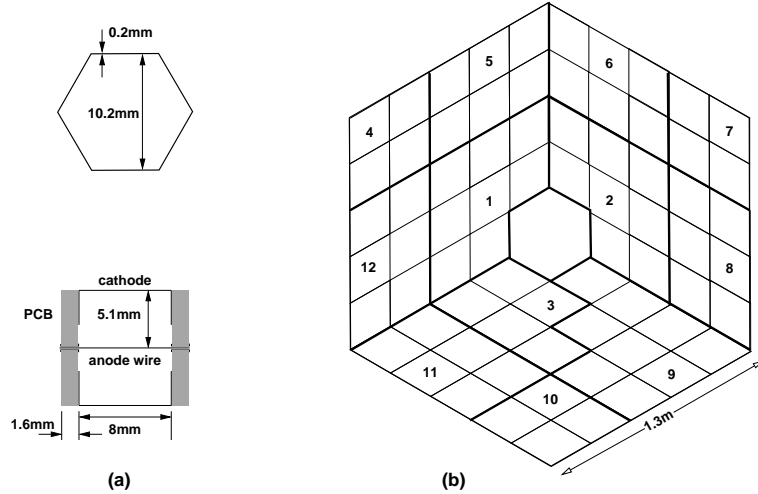 0.2mm
10.2mm
cathode
PCB
5.1mm
anode wire
1.6mm
8mm
(a)
5
6
4
7
1
2
12
8
3
11
9
10
1.3m
(b)